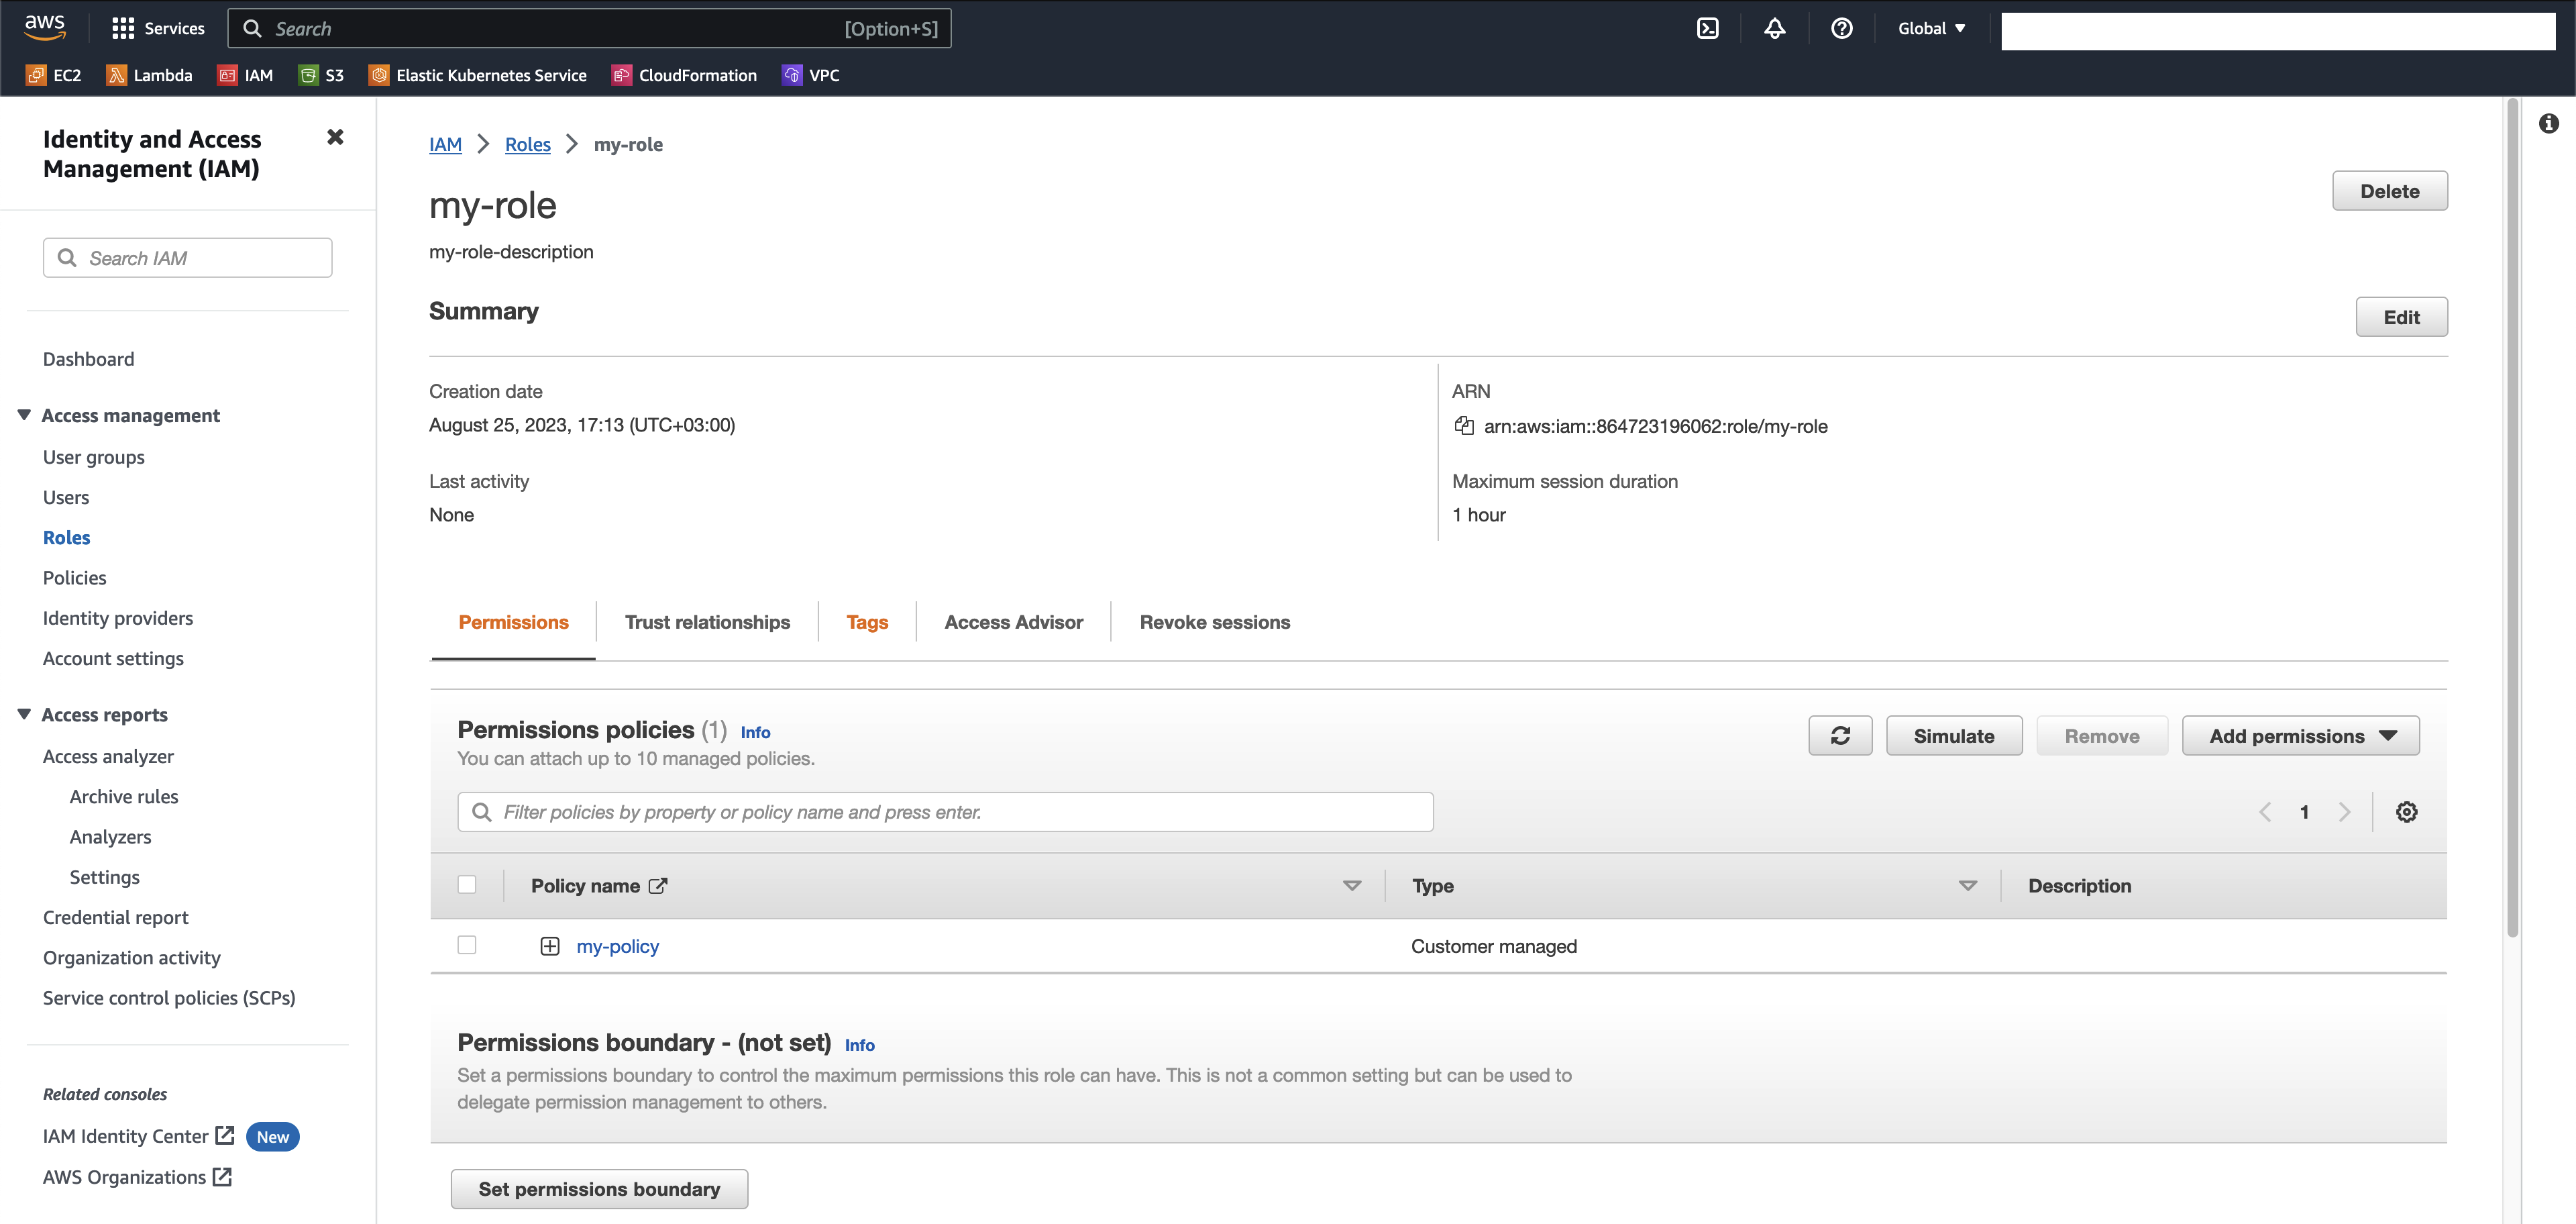 aws
Services
Search
[Option+S]
Global
EC2
Lambda
IAM
S3
Elastic Kubernetes Service
CloudFormation
VPC
Identity and Access
Management (IAM)
Search IAM
Dashboard
Access management
User groups
Users
Roles
Policies
Identity providers
Account settings
Access reports
Access analyzer
Archive rules
Analyzers
Settings
Credential report
Organization activity
Service control policies (SCPs)
Related consoles
IAM Identity Center
New
AWS Organizations
IAM > Roles > my-role
my-role
Delete
my-role-description
Summary
Edit
Creation date
August 25, 2023, 17:13 (UTC+03:00)
ARN
arn:aws:iam::864723196062:role/my-role
Last activity
None
Maximum session duration
1 hour
Permissions
Trust relationships
Tags
Access Advisor
Revoke sessions
Permissions policies (1) Info
You can attach up to 10 managed policies.
Simulate
Remove
Add permissions
Filter policies by property or policy name and press enter.
1
Policy name
Type
Description
my-policy
Customer managed
Permissions boundary - (not set) Info
Set a permissions boundary to control the maximum permissions this role can have. This is not a common setting but can be used to
delegate permission management to others.
Set permissions boundary